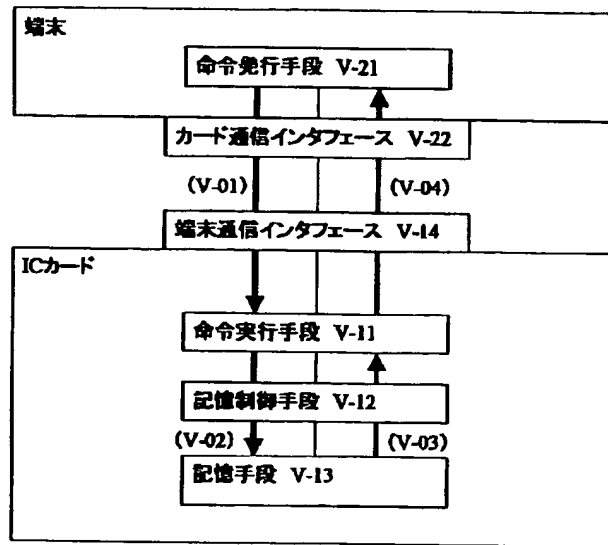 端末
命令発行手段 V-21
カード通信インタフェース V-22
(V-01)
(V-04)
端末通信インタフェース V-14
ICカード
命令実行手段 V-11
記憶制御手段 V-12
(V-02)
(V-03)
記憶手段 V-13